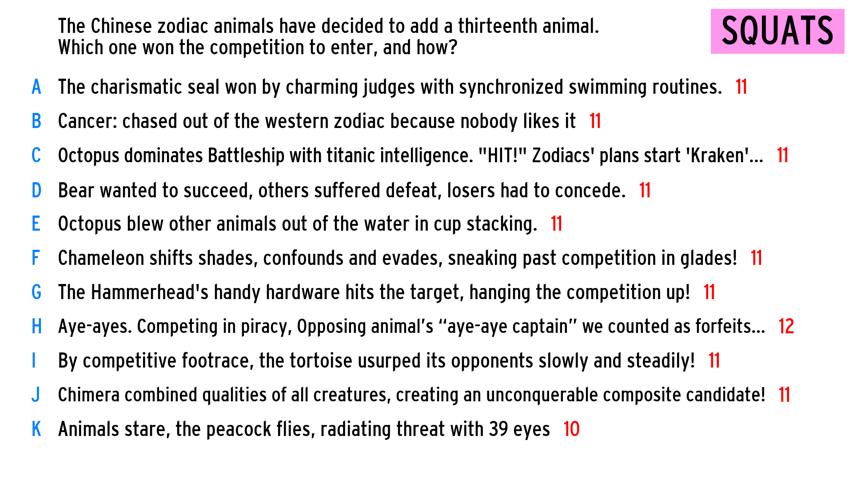 The Chinese zodiac animals have decided to add a thirteenth animal.
Which one won the competition to enter, and how?
SQUATS
A The charismatic seal won by charming judges with synchronized swimming routines. 11
B Cancer: chased out of the western zodiac because nobody likes it 11
C Octopus dominates Battleship with titanic intelligence. "HIT!" Zodiacs' plans start 'Kraken'... 11
D Bear wanted to succeed, others suffered defeat, losers had to concede. 11
E Octopus blew other animals out of the water in cup stacking. 11
F Chameleon shifts shades, confounds and evades, sneaking past competition in glades! 11
G The Hammerhead's handy hardware hits the target, hanging the competition up! 11
H Aye-ayes. Competing in piracy, Opposing animal’s “aye-aye captain” we counted as forfeits... 12
I By competitive footrace, the tortoise usurped its opponents slowly and steadily! 11
J Chimera combined qualities of all creatures, creating an unconquerable composite candidate! 11
K Animals stare, the peacock flies, radiating threat with 39 eyes 10